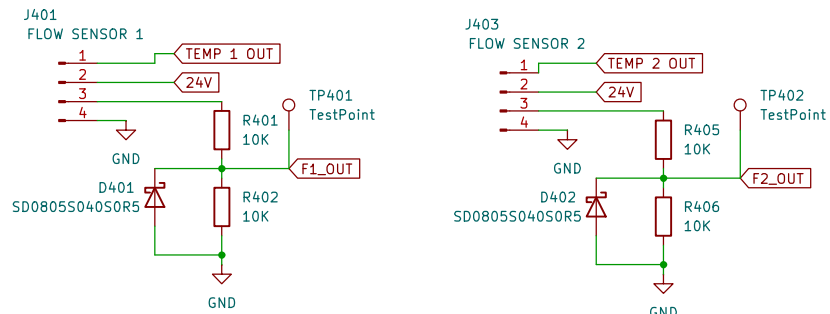 J401
FLOW SENSOR 1
1
TEMP 1 OUT
2
24V
3
4
GND
R401
10K
TP401
TestPoint
F1_OUT
D401
SD0805S040S0R5
R402
10K
GND
J403
FLOW SENSOR 2
1
TEMP 2 OUT
2
24V
3
4
GND
R405
10K
TP402
TestPoint
F2_OUT
D402
SD0805S040S0R5
R406
10K
GND